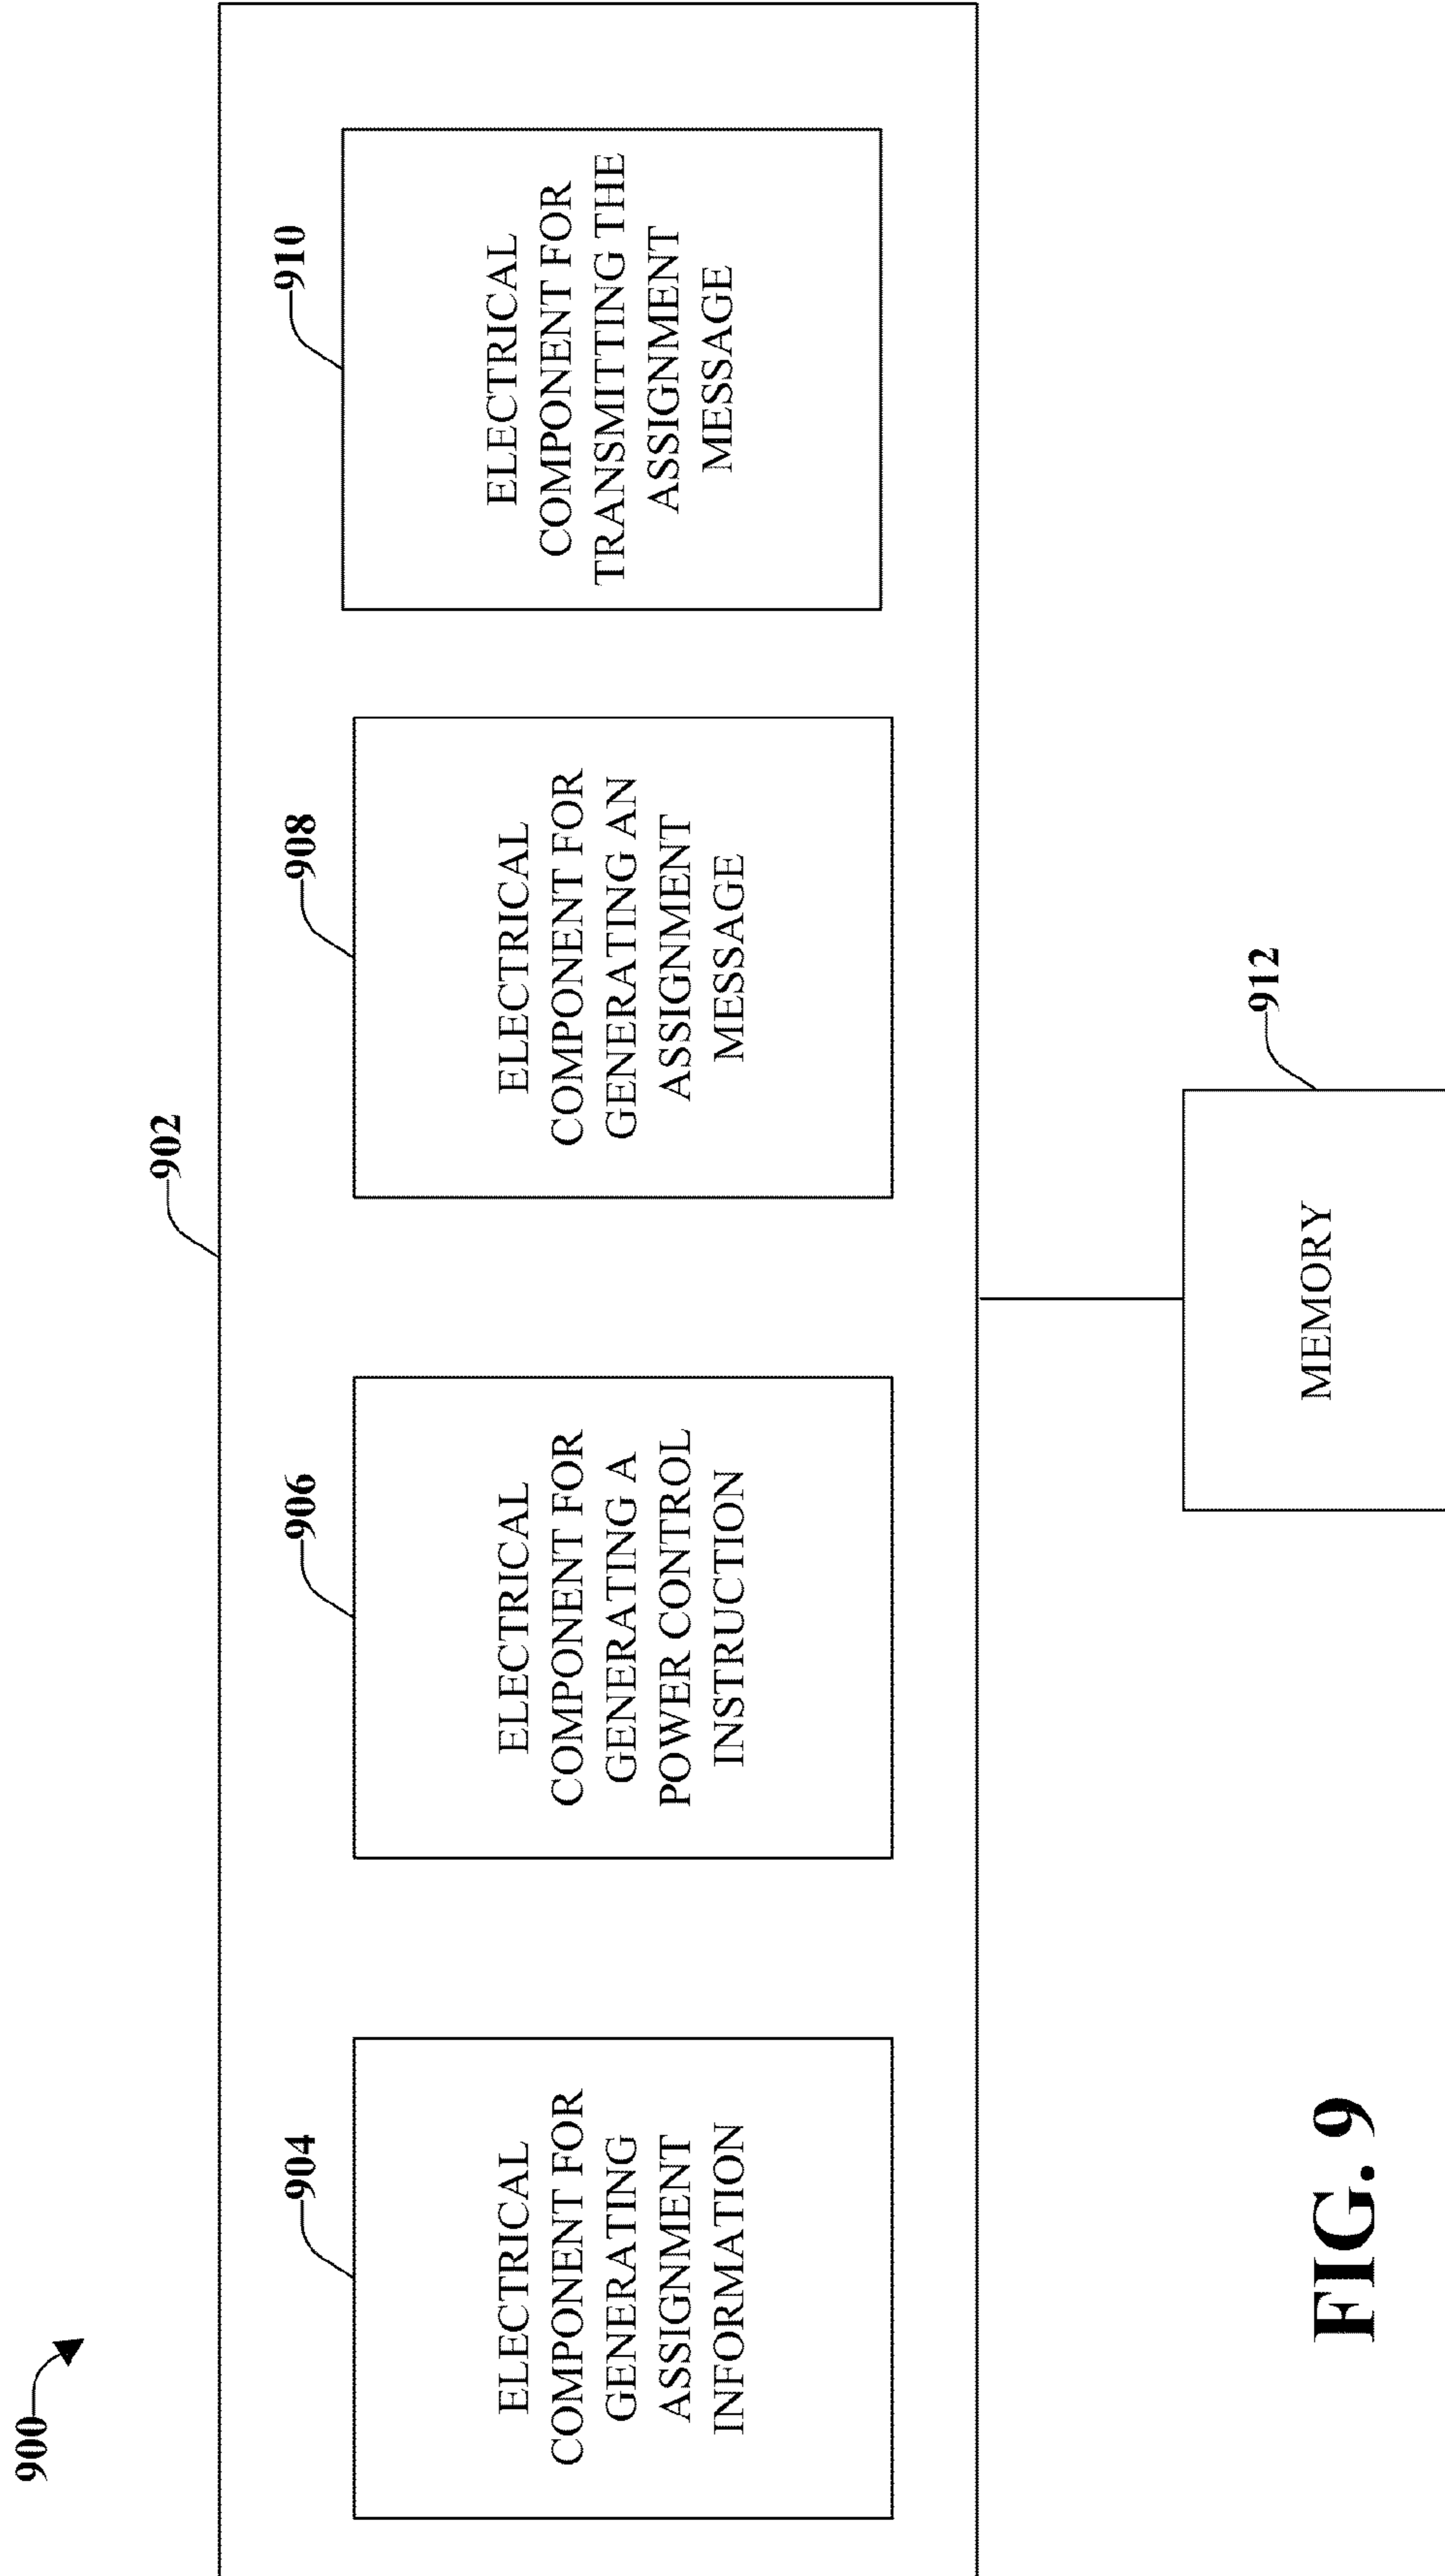 900
902
904
ELECTRICAL
COMPONENT FOR
GENERATING
ASSIGNMENT
INFORMATION
906
ELECTRICAL
COMPONENT FOR
GENERATING A
POWER CONTROL
INSTRUCTION
908
ELECTRICAL
COMPONENT FOR
GENERATING AN
ASSIGNMENT
MESSAGE
910
ELECTRICAL
COMPONENT FOR
TRANSMITTING THE
ASSIGNMENT
MESSAGE
912
MEMORY
FIG. 9